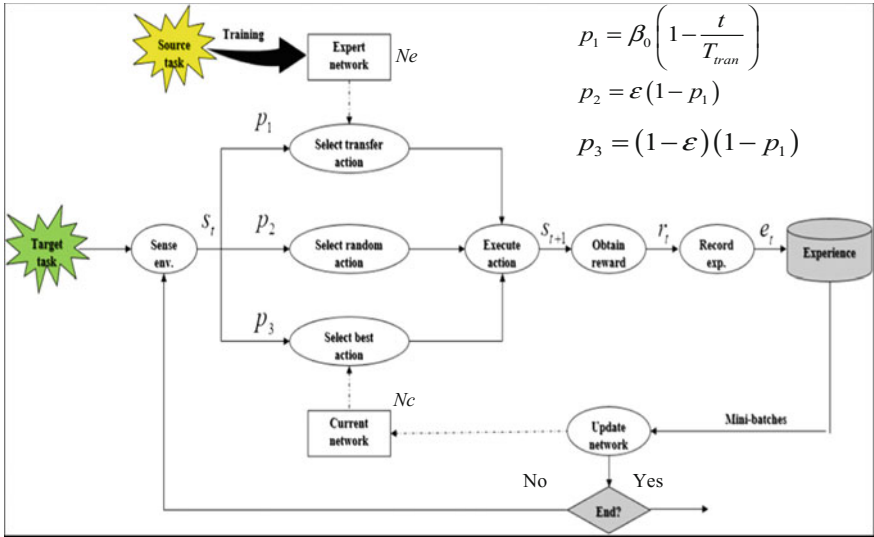 Source
task
Training
Expert
network
Ne
p₁ = β₀ (1 − t / T_tran)
p₂ = ε(1 − p₁)
p₃ = (1 − ε)(1 − p₁)
p₁
Select transfer
action
Target
task
Sense
env.
sₜ
p₂
Select random
action
Execute
action
sₜ₊₁
Obtain
reward
rₜ
Record
exp.
eₜ
Experience
p₃
Select best
action
Nc
Current
network
Update
network
Mini-batches
No
Yes
End?